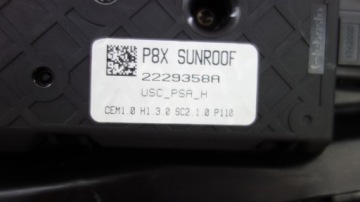 P8X SUNROOF
2229358A
USC_PSA_H
CEM1.0 H1.3.0 SC2.1.0 P110